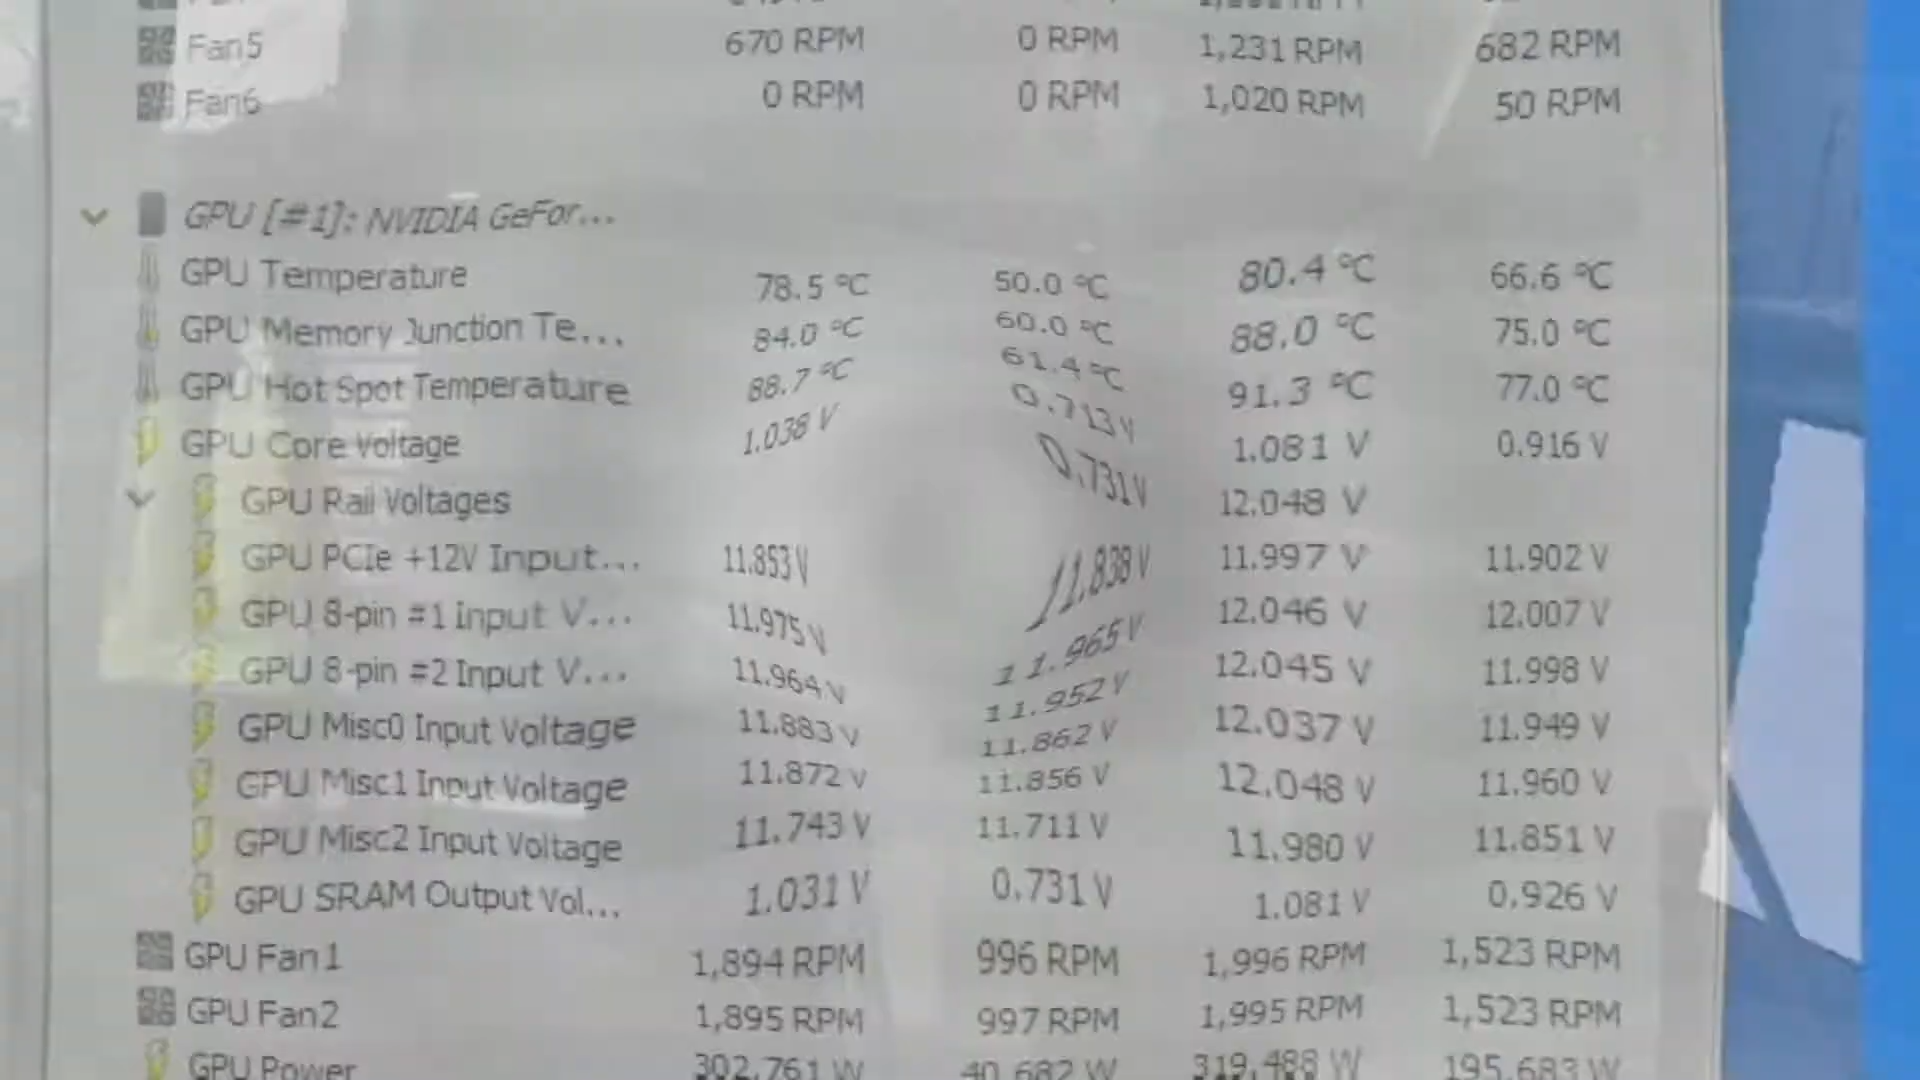 Fan5 670 RPM 0 RPM 1,231 RPM 682 RPM
Fan6 0 RPM 0 RPM 1,020 RPM 50 RPM
GPU [#1]: NVIDIA GeFor...
GPU Temperature 78.5 °C 50.0 °C 80.4 °C 66.6 °C
GPU Memory Junction Te... 84.0 °C 60.0 °C 88.0 °C 75.0 °C
GPU Hot Spot Temperature 88.7 °C 61.4 °C 91.3 °C 77.0 °C
GPU Core Voltage 1.038 V 0.713 V 1.081 V 0.916 V
GPU Rail Voltages 0.731 V 12.048 V
GPU PCIe +12V Input... 11.853 V 11.838 V 11.997 V 11.902 V
GPU 8-pin #1 Input V... 11.975 V 11.965 V 12.046 V 12.007 V
GPU 8-pin #2 Input V... 11.964 V 11.952 V 12.045 V 11.998 V
GPU Misc0 Input Voltage 11.883 V 11.862 V 12.037 V 11.949 V
GPU Misc1 Input Voltage 11.872 V 11.856 V 12.048 V 11.960 V
GPU Misc2 Input Voltage 11.743 V 11.711 V 11.980 V 11.851 V
GPU SRAM Output Vol... 1.031 V 0.731 V 1.081 V 0.926 V
GPU Fan1 1,894 RPM 996 RPM 1,996 RPM 1,523 RPM
GPU Fan2 1,895 RPM 997 RPM 1,995 RPM 1,523 RPM
GPU Power 302.761 W 40.682 W 319.488 W 195.683 W